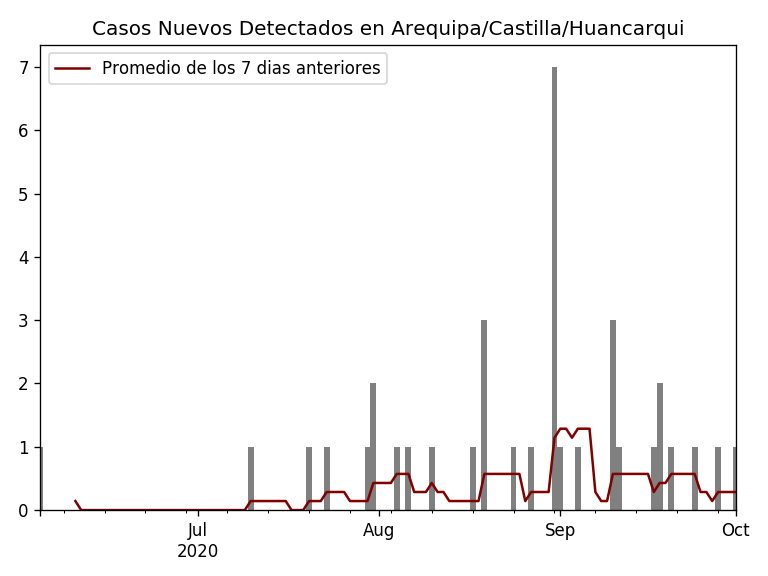 Casos Nuevos Detectados en Arequipa/Castilla/Huancarqui
Promedio de los 7 dias anteriores
7
6
5
4
3
2
1
0
Jul
2020
Aug
Sep
Oct